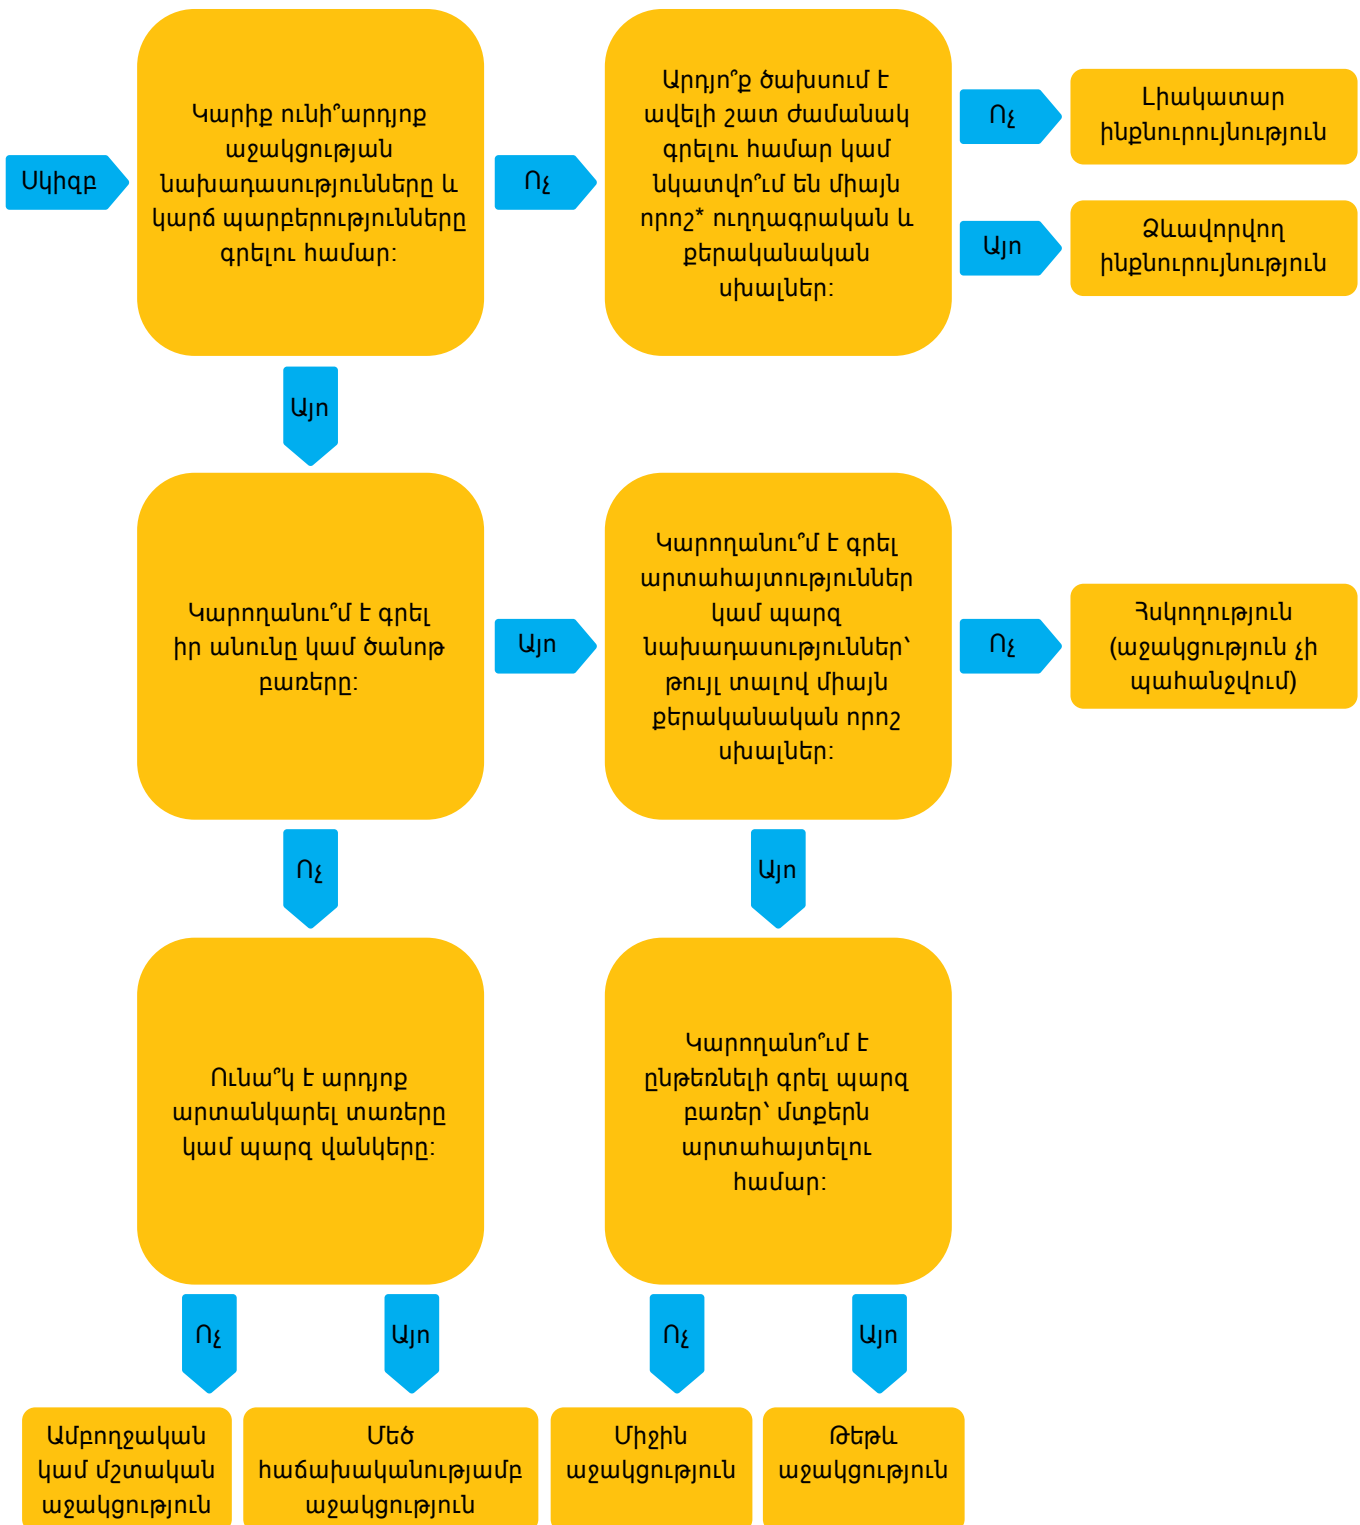 Սկիզբ
Կարիք ունի՞արդյոք
աջակցության
նախադասությունները և
կարճ պարբերությունները
գրելու համար:
Ոչ
Արդյո՞ք ծախսում է
ավելի շատ ժամանակ
գրելու համար կամ
նկատվո՞ւմ են միայն
որոշ* ուղղագրական և
քերականական
սխալներ:
Ոչ
Լիակատար
ինքնուրույնություն
Այո
Ձևավորվող
ինքնուրույնություն
Այո
Կարողանու՞մ է գրել
իր անունը կամ ծանոթ
բառերը:
Այո
Կարողանու՞մ է գրել
արտահայտություններ
կամ պարզ
նախադասություններ՝
թույլ տալով միայն
քերականական որոշ
սխալներ:
Ոչ
Հսկողություն
(աջակցություն չի
պահանջվում)
Ոչ
Այո
Ունա՞կ է արդյոք
արտանկարել տառերը
կամ պարզ վանկերը:
Կարողանո՞ւմ է
ընթեռնելի գրել պարզ
բառեր՝ մտքերն
արտահայտելու
համար:
Ոչ
Այո
Ոչ
Այո
Ամբողջական
կամ մշտական
աջակցություն
Մեծ
հաճախականությամբ
աջակցություն
Միջին
աջակցություն
Թեթև
աջակցություն